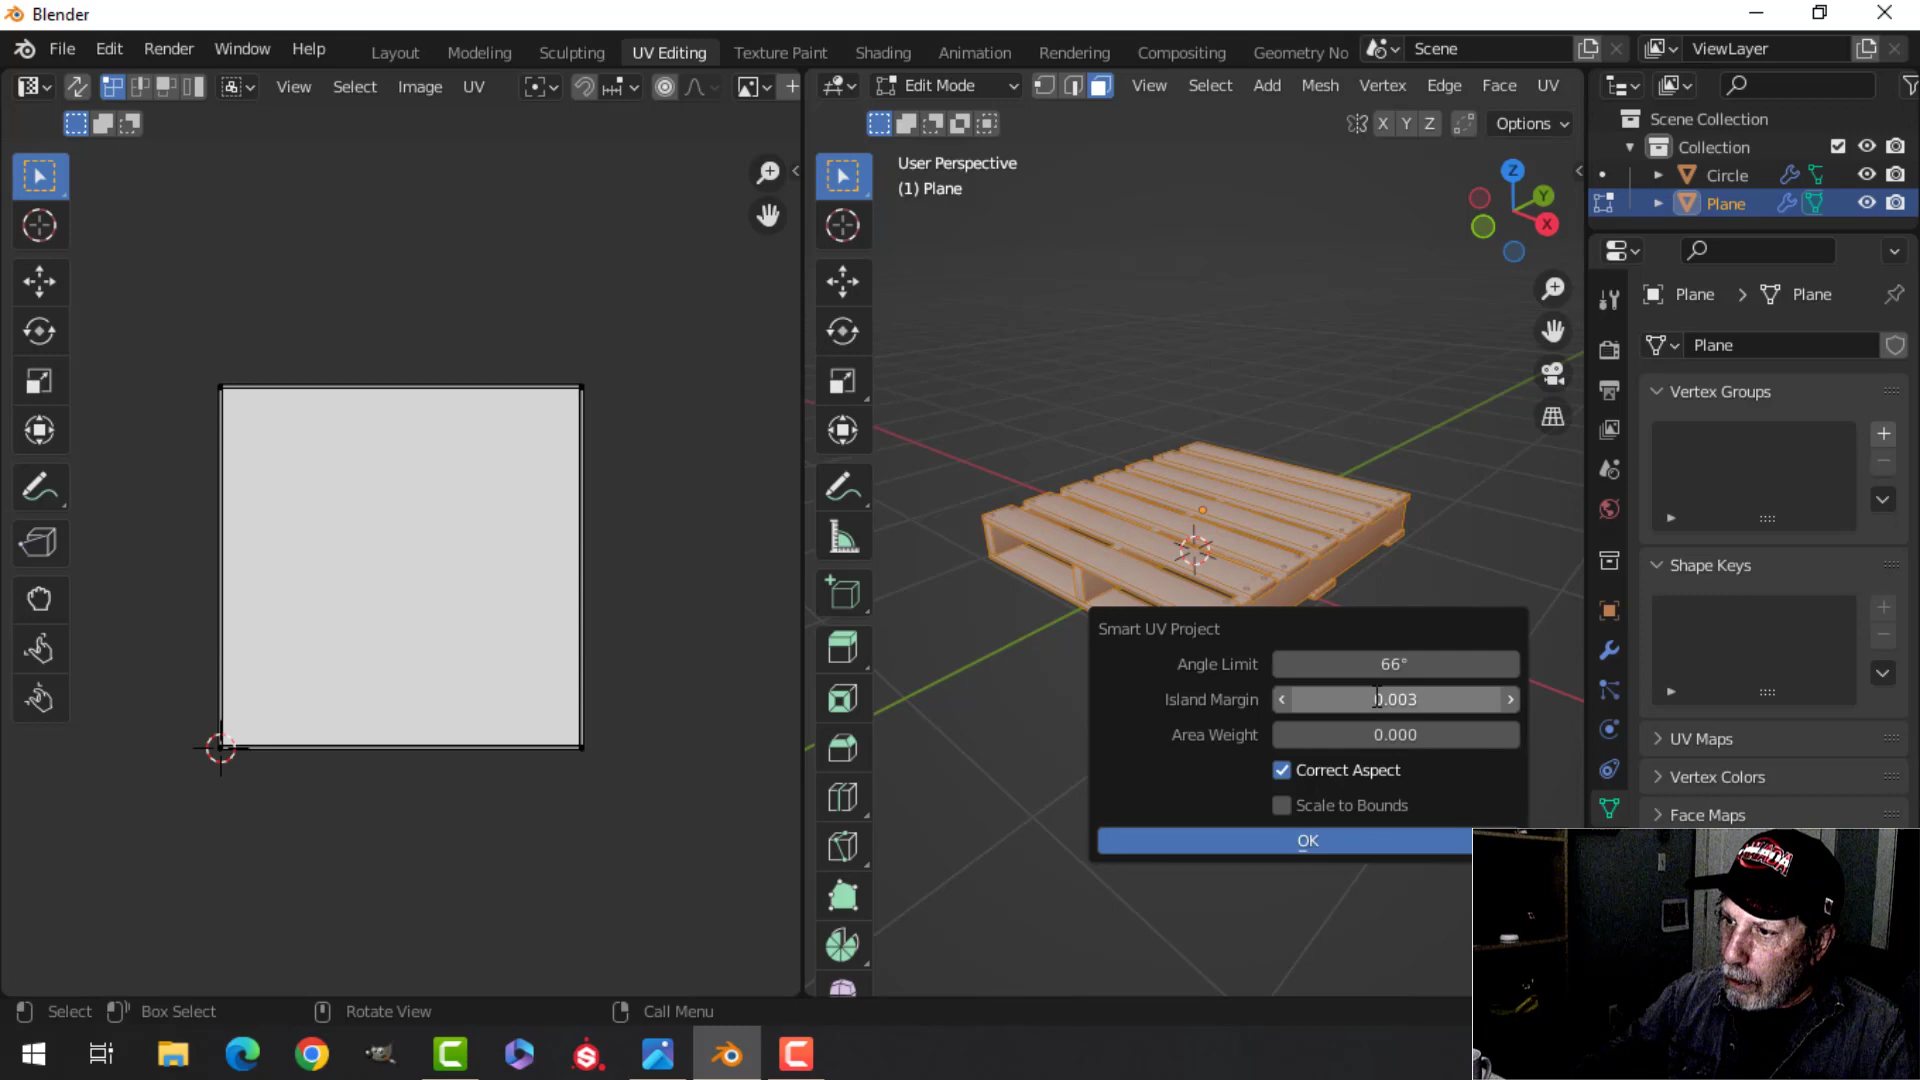 Blender
File Edit Render Window Help
Layout Modeling Sculpting UV Editing Texture Paint Shading Animation Rendering Compositing Geometry No
Scene
ViewLayer
View Select Image UV
Edit Mode
View Select Add Mesh Vertex Edge Face UV
X Y Z
Options
User Perspective
(1) Plane
Z
Y
X
Scene Collection
Collection
Circle
Plane
Plane > Plane
Plane
Vertex Groups
Shape Keys
UV Maps
Vertex Colors
Face Maps
Smart UV Project
Angle Limit 66°
Island Margin 0.003
Area Weight 0.000
Correct Aspect
Scale to Bounds
OK
Select Box Select Rotate View Call Menu